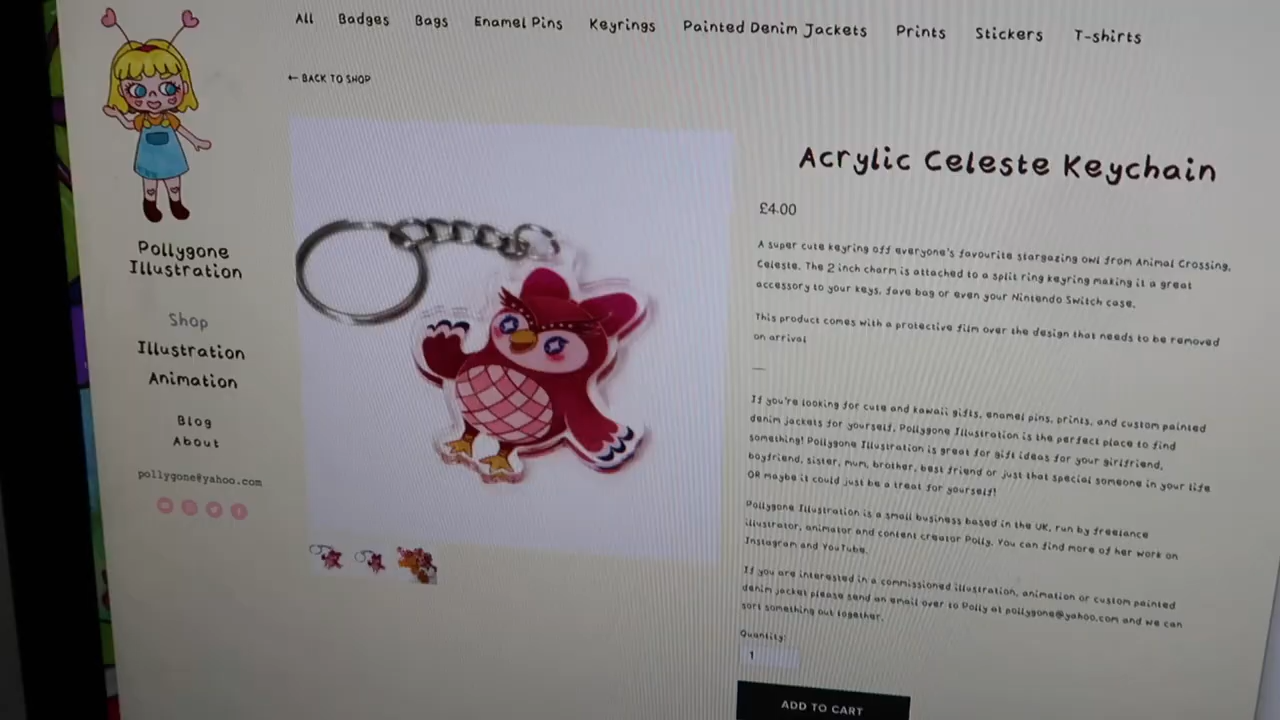 All Badges Bags Enamel Pins Keyrings Painted Denim Jackets Prints Stickers T-shirts
← BACK TO SHOP
Pollygone
Illustration
Shop
Illustration
Animation
Blog
About
pollygone@yahoo.com
Acrylic Celeste Keychain
£4.00
A super cute keyring off everyone's favourite stargazing owl from Animal Crossing,
Celeste. The 2 inch charm is attached to a split ring keyring making it a great
accessory to your keys, fave bag or even your Nintendo Switch case.
This product comes with a protective film over the design that needs to be removed
on arrival
—
If you're looking for cute and kawaii gifts, enamel pins, prints, and custom painted
denim jackets for yourself, Pollygone Illustration is the perfect place to find
something! Pollygone Illustration is great for gift ideas for your girlfriend,
boyfriend, sister, mum, brother, best friend or just that special someone in your life
OR maybe it could just be a treat for yourself!
Pollygone Illustration is a small business based in the UK, run by freelance
illustrator, animator and content creator Polly. You can find more of her work on
Instagram and YouTube.
If you are interested in a commissioned illustration, animation or custom painted
denim jacket please send an email over to Polly at pollygone@yahoo.com and we can
sort something out together.
Quantity:
1
ADD TO CART